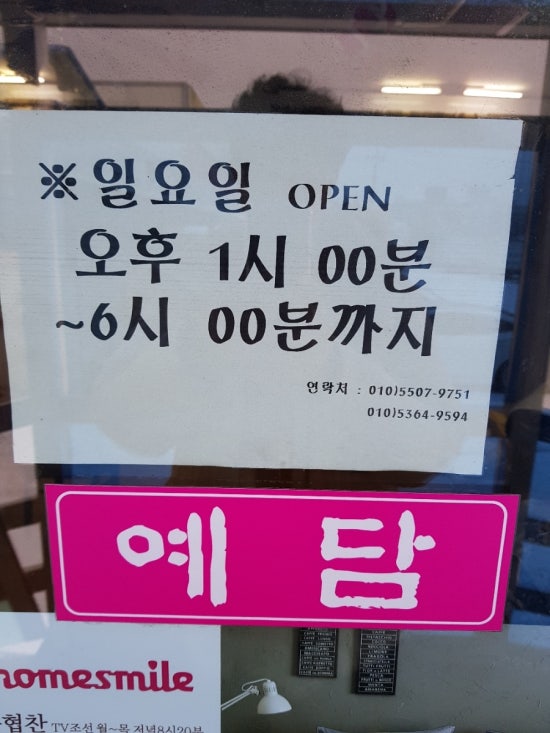 ※일요일 OPEN
오후 1시 00분
~6시 00분까지
연락처 : 010)5507-9751
010)5364-9594
예 담
homesmile
협찬 TV조선 월~목 저녁8시20분